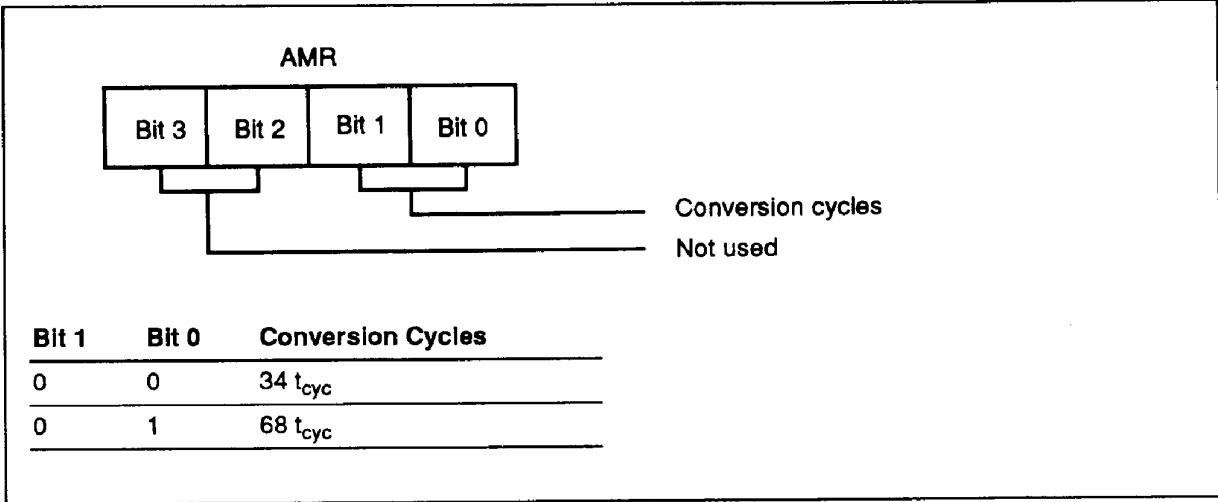 AMR
Bit 3 Bit 2 Bit 1 Bit 0
Conversion cycles
Not used
Bit 1 Bit 0 Conversion Cycles
0 0 34 tcyc
0 1 68 tcyc